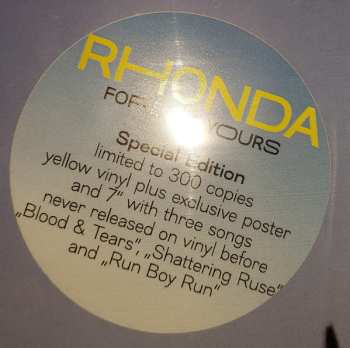 RHONDA
YOURS
Special Edition
limited to 300 copies
yellow vinyl plus exclusive poster
and 7" with three songs
never released on vinyl before
„Blood & Tears“, „Shattering Ruse“
and „Run Boy Run“